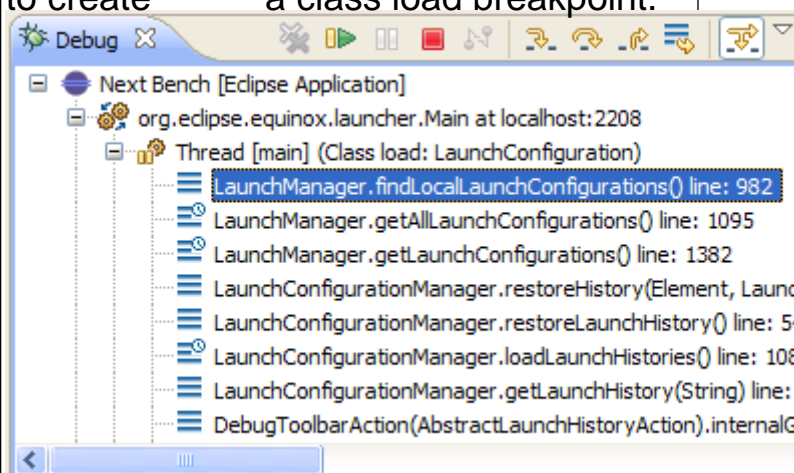 to create a class load breakpoint.
Debug
Next Bench [Eclipse Application]
org.eclipse.equinox.launcher.Main at localhost:2208
Thread [main] (Class load: LaunchConfiguration)
LaunchManager.findLocalLaunchConfigurations() line: 982
LaunchManager.getAllLaunchConfigurations() line: 1095
LaunchManager.getLaunchConfigurations() line: 1382
LaunchConfigurationManager.restoreHistory(Element, Launc
LaunchConfigurationManager.restoreLaunchHistory() line: 5
LaunchConfigurationManager.loadLaunchHistories() line: 108
LaunchConfigurationManager.getLaunchHistory(String) line:
DebugToolbarAction(AbstractLaunchHistoryAction).internalG